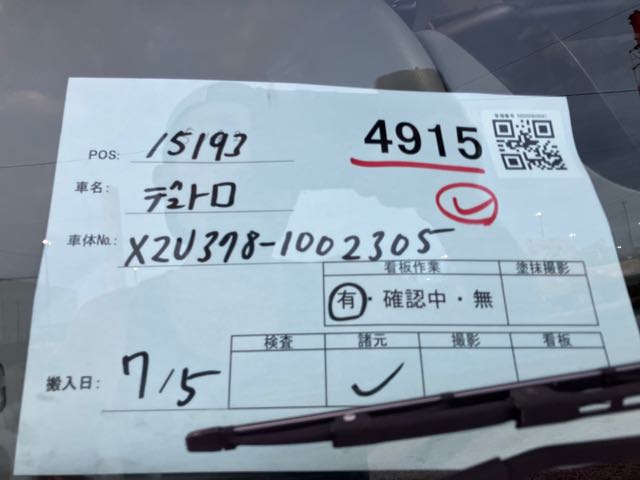 POS: 15193
4915
車名: デュトロ
車体No.: XZU378-1002305
看板作業 塗抹撮影
有・確認中・無
検査 諸元 撮影 看板
搬入日: 7/5